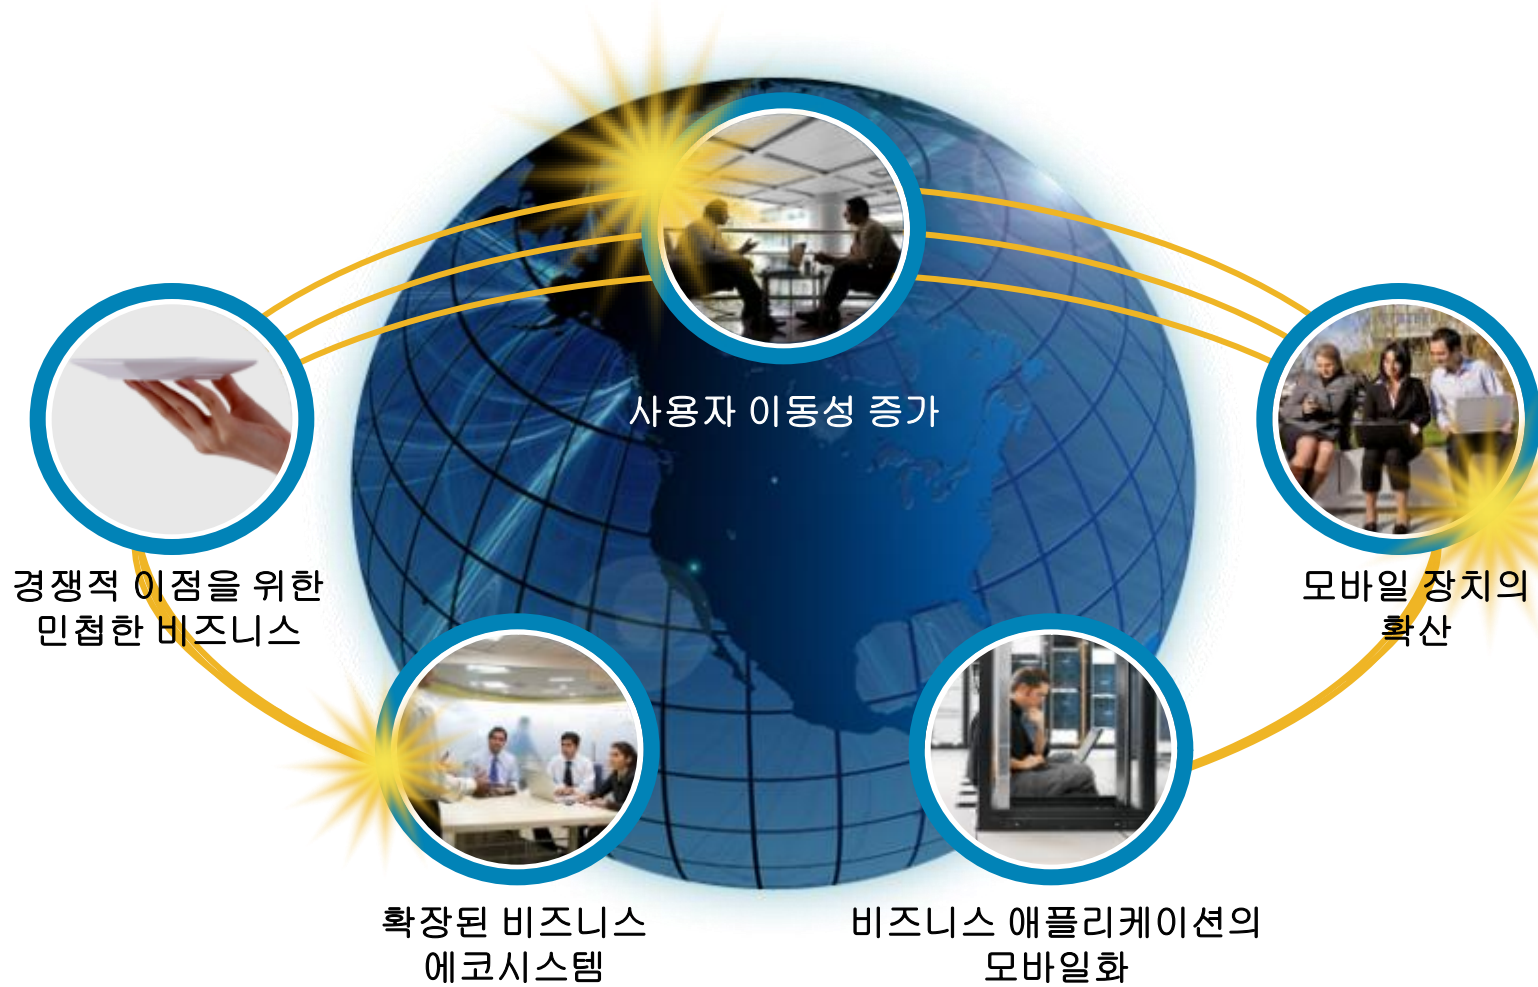 사용자 이동성 증가
경쟁적 이점을 위한
민첩한 비즈니스
모바일 장치의
확산
확장된 비즈니스
에코시스템
비즈니스 애플리케이션의
모바일화